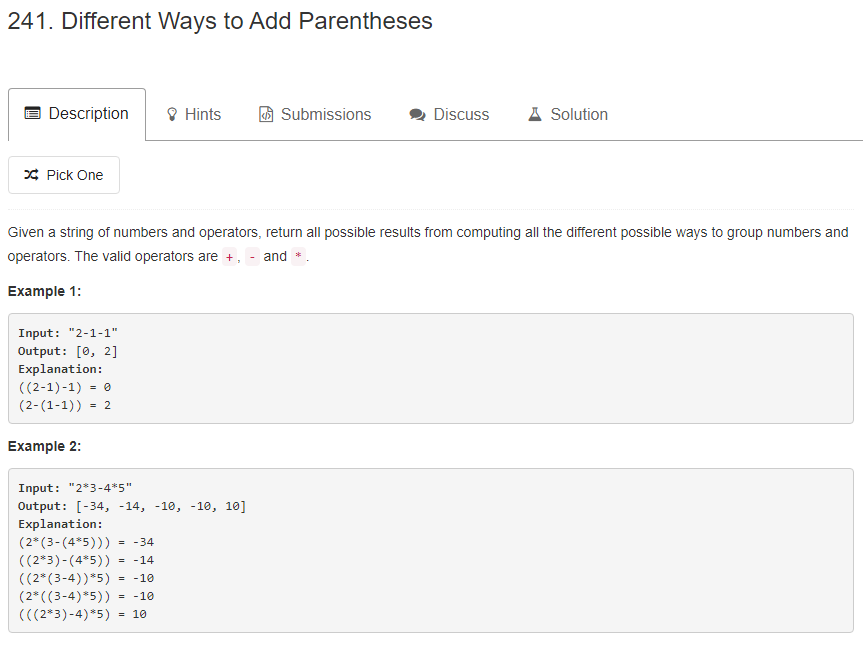 241. Different Ways to Add Parentheses
Description Hints Submissions Discuss Solution
Pick One
Given a string of numbers and operators, return all possible results from computing all the different possible ways to group numbers and
operators. The valid operators are + , - and * .
Example 1:
Input: "2-1-1"
Output: [0, 2]
Explanation:
((2-1)-1) = 0
(2-(1-1)) = 2
Example 2:
Input: "2*3-4*5"
Output: [-34, -14, -10, -10, 10]
Explanation:
(2*(3-(4*5))) = -34
((2*3)-(4*5)) = -14
((2*(3-4))*5) = -10
(2*((3-4)*5)) = -10
(((2*3)-4)*5) = 10